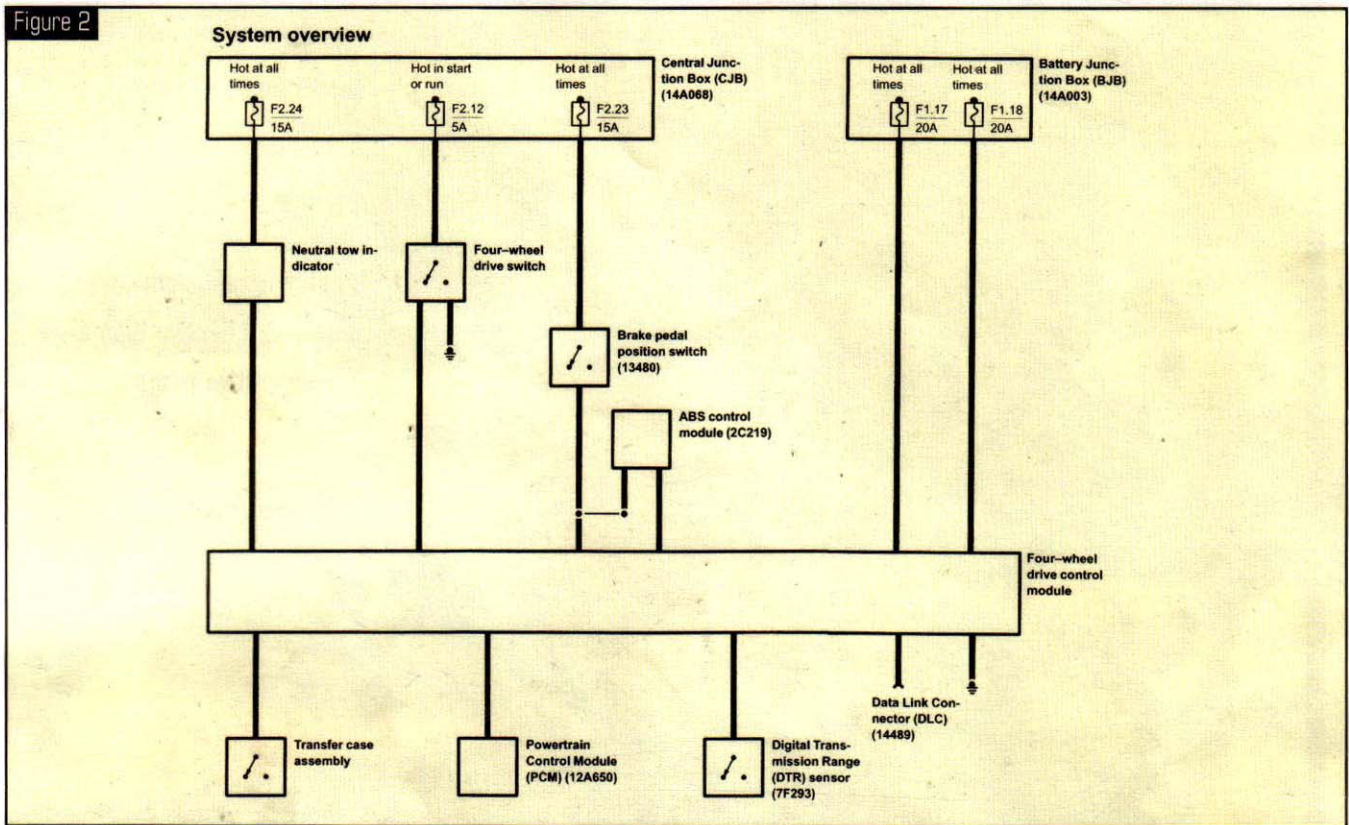 Figure 2
System overview
Hot at all
times
F2.24
15A
Hot in start
or run
F2.12
5A
Hot at all
times
F2.23
15A
Central Junc-
tion Box (CJB)
(14A068)
Hot at all
times
F1.17
20A
Hot at all
times
F1.18
20A
Battery Junc-
tion Box (BJB)
(14A003)
Neutral tow in-
dicator
Four–wheel
drive switch
Brake pedal
position switch
(13480)
ABS control
module (2C219)
Four–wheel
drive control
module
Transfer case
assembly
Powertrain
Control Module
(PCM) (12A650)
Digital Trans-
mission Range
(DTR) sensor
(7F293)
Data Link Con-
nector (DLC)
(14489)